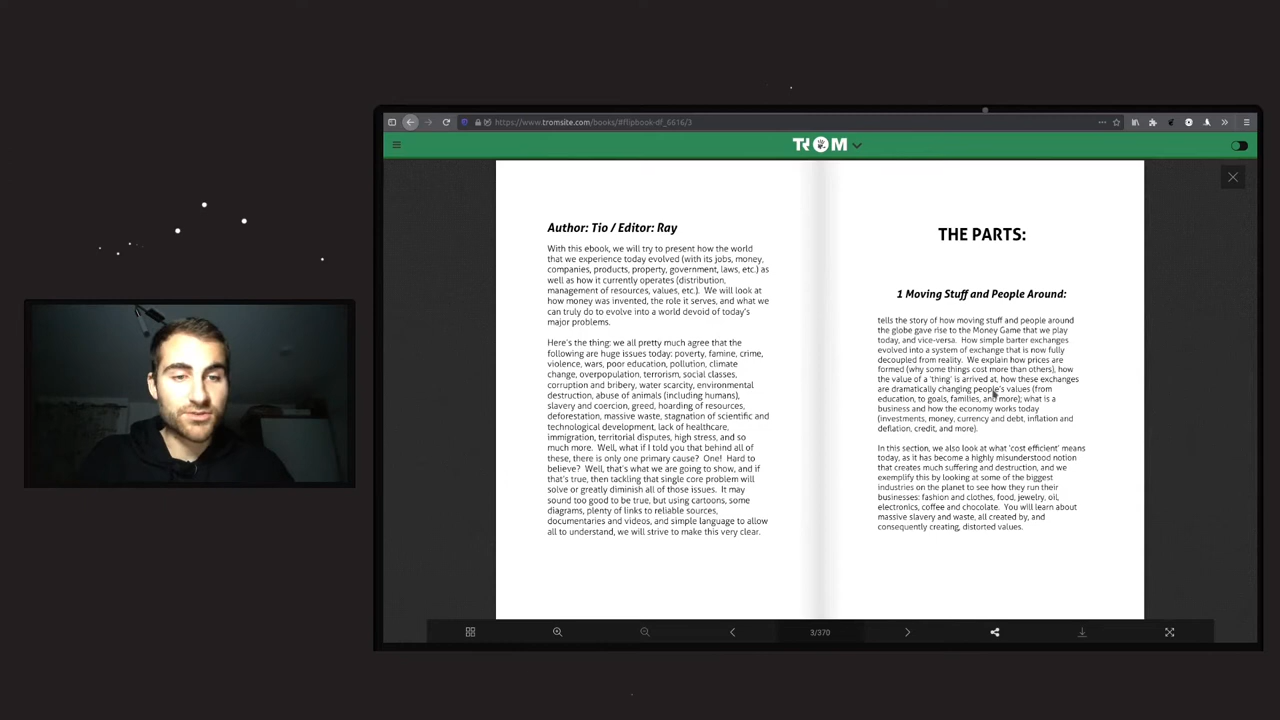 https://www.tromsite.com/books/#flipbook-df_6616/3
TROM
Author: Tio / Editor: Ray
With this ebook, we will try to present how the world
that we experience today evolved (with its jobs, money,
companies, products, property, government, laws, etc.) as
well as how it currently operates (distribution,
management of resources, values, etc.). We will look at
how money was invented, the role it serves, and what we
can truly do to evolve into a world devoid of today's
major problems.
Here's the thing: we all pretty much agree that the
following are huge issues today: poverty, famine, crime,
violence, wars, poor education, pollution, climate
change, overpopulation, terrorism, social classes,
corruption and bribery, water scarcity, environmental
destruction, abuse of animals (including humans),
slavery and coercion, greed, hoarding of resources,
deforestation, massive waste, stagnation of scientific and
technological development, lack of healthcare,
immigration, territorial disputes, high stress, and so
much more. Well, what if I told you that behind all of
these, there is only one primary cause? One! Hard to
believe? Well, that's what we are going to show, and if
that's true, then tackling that single core problem will
solve or greatly diminish all of those issues. It may
sound too good to be true, but using cartoons, some
diagrams, plenty of links to reliable sources,
documentaries and videos, and simple language to allow
all to understand, we will strive to make this very clear.
THE PARTS:
1 Moving Stuff and People Around:
tells the story of how moving stuff and people around
the globe gave rise to the Money Game that we play
today, and vice-versa. How simple barter exchanges
evolved into a system of exchange that is now fully
decoupled from reality. We explain how prices are
formed (why some things cost more than others), how
the value of a 'thing' is arrived at, how these exchanges
are dramatically changing people's values (from
education, to goals, families, and more); what is a
business and how the economy works today
(investments, money, currency and debt, inflation and
deflation, credit, and more).
In this section, we also look at what 'cost efficient' means
today, as it has become a highly misunderstood notion
that creates much suffering and destruction, and we
exemplify this by looking at some of the biggest
industries on the planet to see how they run their
businesses: fashion and clothes, food, jewelry, oil,
electronics, coffee and chocolate. You will learn about
massive slavery and waste, all created by, and
consequently creating, distorted values.
3/370